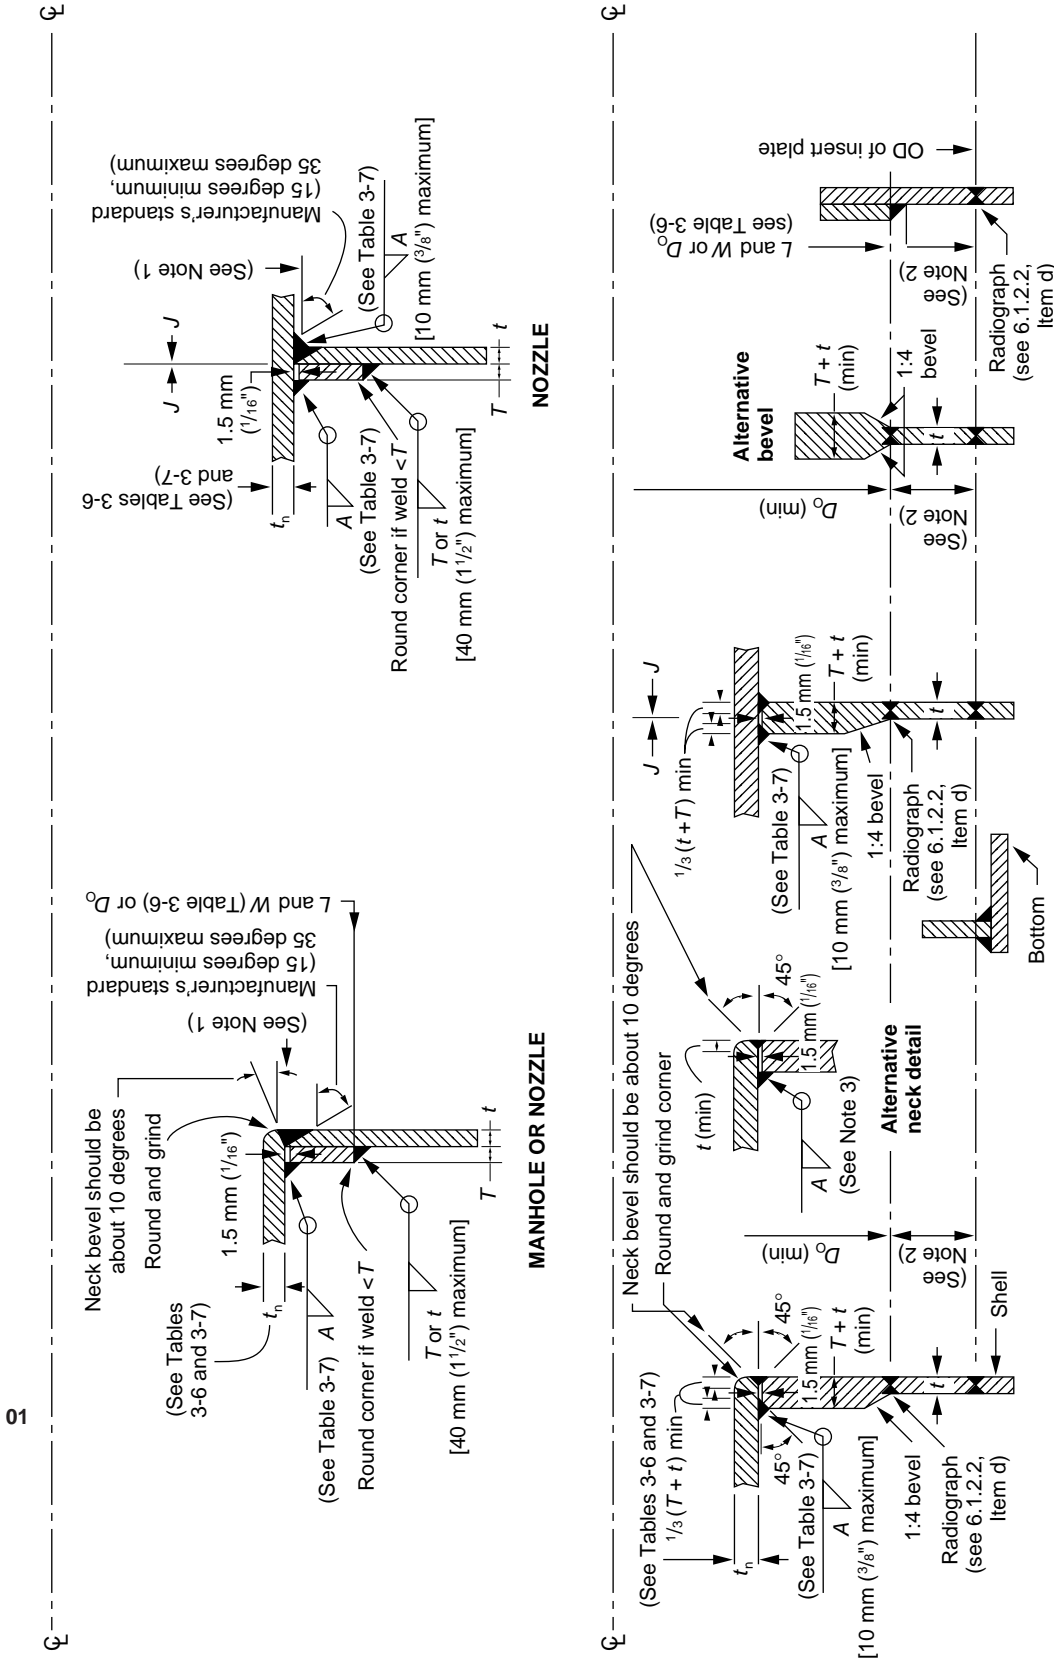 01
℄
℄
Neck bevel should be
about 10 degrees
Round and grind
1.5 mm (1/16")
(See Tables
3-6 and 3-7)
tn
(See Table 3-7)
A
Round corner if weld <T
T or t
[40 mm (1 1/2") maximum]
T
t
(See Note 1)
Manufacturer's standard
(15 degrees minimum,
35 degrees maximum)
L and W (Table 3-6) or DO
MANHOLE OR NOZZLE
(See Tables 3-6
and 3-7)
tn
1.5 mm
(1/16")
J
J
(See Note 1)
Manufacturer's standard
(15 degrees minimum,
35 degrees maximum)
(See Table 3-7)
A
[10 mm (3/8") maximum]
A
(See Table 3-7)
Round corner if weld <T
T or t
[40 mm (1 1/2") maximum]
T
t
NOZZLE
℄
℄
Neck bevel should be about 10 degrees
Round and grind corner
(See Tables 3-6 and 3-7)
1/3 (T + t) min
tn
45°
45°
1.5 mm (1/16")
(See Table 3-7)
A
[10 mm (3/8") maximum]
T + t
(min)
1:4 bevel
Radiograph
(see 6.1.2.2,
Item d)
t
Shell
DO (min)
(See
Note 2)
t (min)
45°
1.5 mm (1/16")
A
(See Note 3)
Alternative
neck detail
Bottom
J
J
1/3 (t + T) min
1.5 mm (1/16")
(See Table 3-7)
A
[10 mm (3/8") maximum]
T + t
(min)
1:4 bevel
Radiograph
(see 6.1.2.2,
Item d)
t
DO (min)
(See
Note 2)
Alternative
bevel
T + t
(min)
1:4
bevel
t
L and W or DO
(see Table 3-6)
(See
Note 2)
Radiograph
(see 6.1.2.2,
Item d)
OD of insert plate